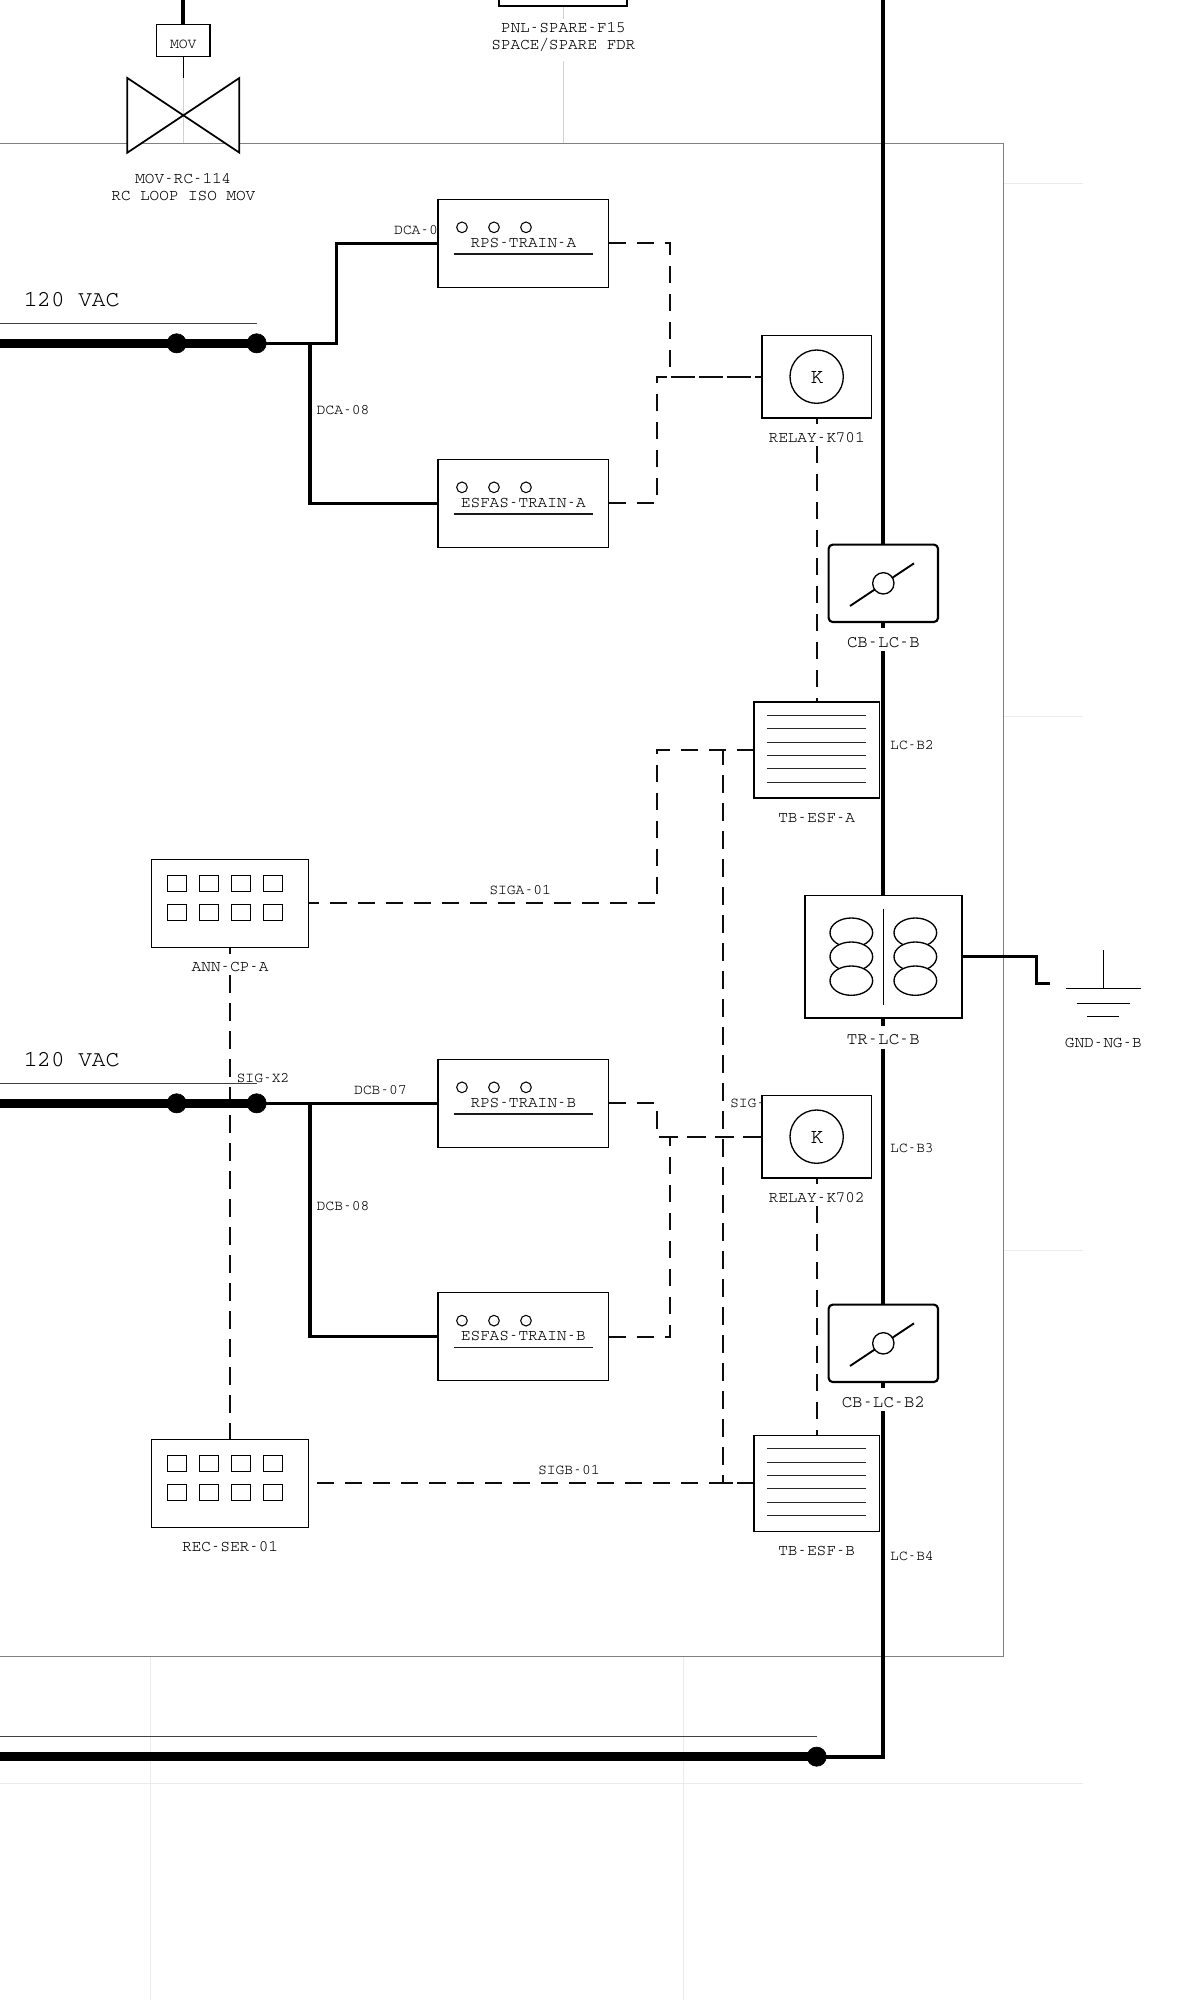 PNL-SPARE-F15
SPACE/SPARE FDR
MOV
MOV-RC-114
RC LOOP ISO MOV
DCA-0
RPS-TRAIN-A
120 VAC
K
DCA-08
RELAY-K701
ESFAS-TRAIN-A
CB-LC-B
LC-B2
TB-ESF-A
SIGA-01
ANN-CP-A
TR-LC-B
GND-NG-B
120 VAC
SIG-X2
DCB-07
RPS-TRAIN-B
SIG-
K
LC-B3
RELAY-K702
DCB-08
ESFAS-TRAIN-B
CB-LC-B2
SIGB-01
REC-SER-01
TB-ESF-B
LC-B4